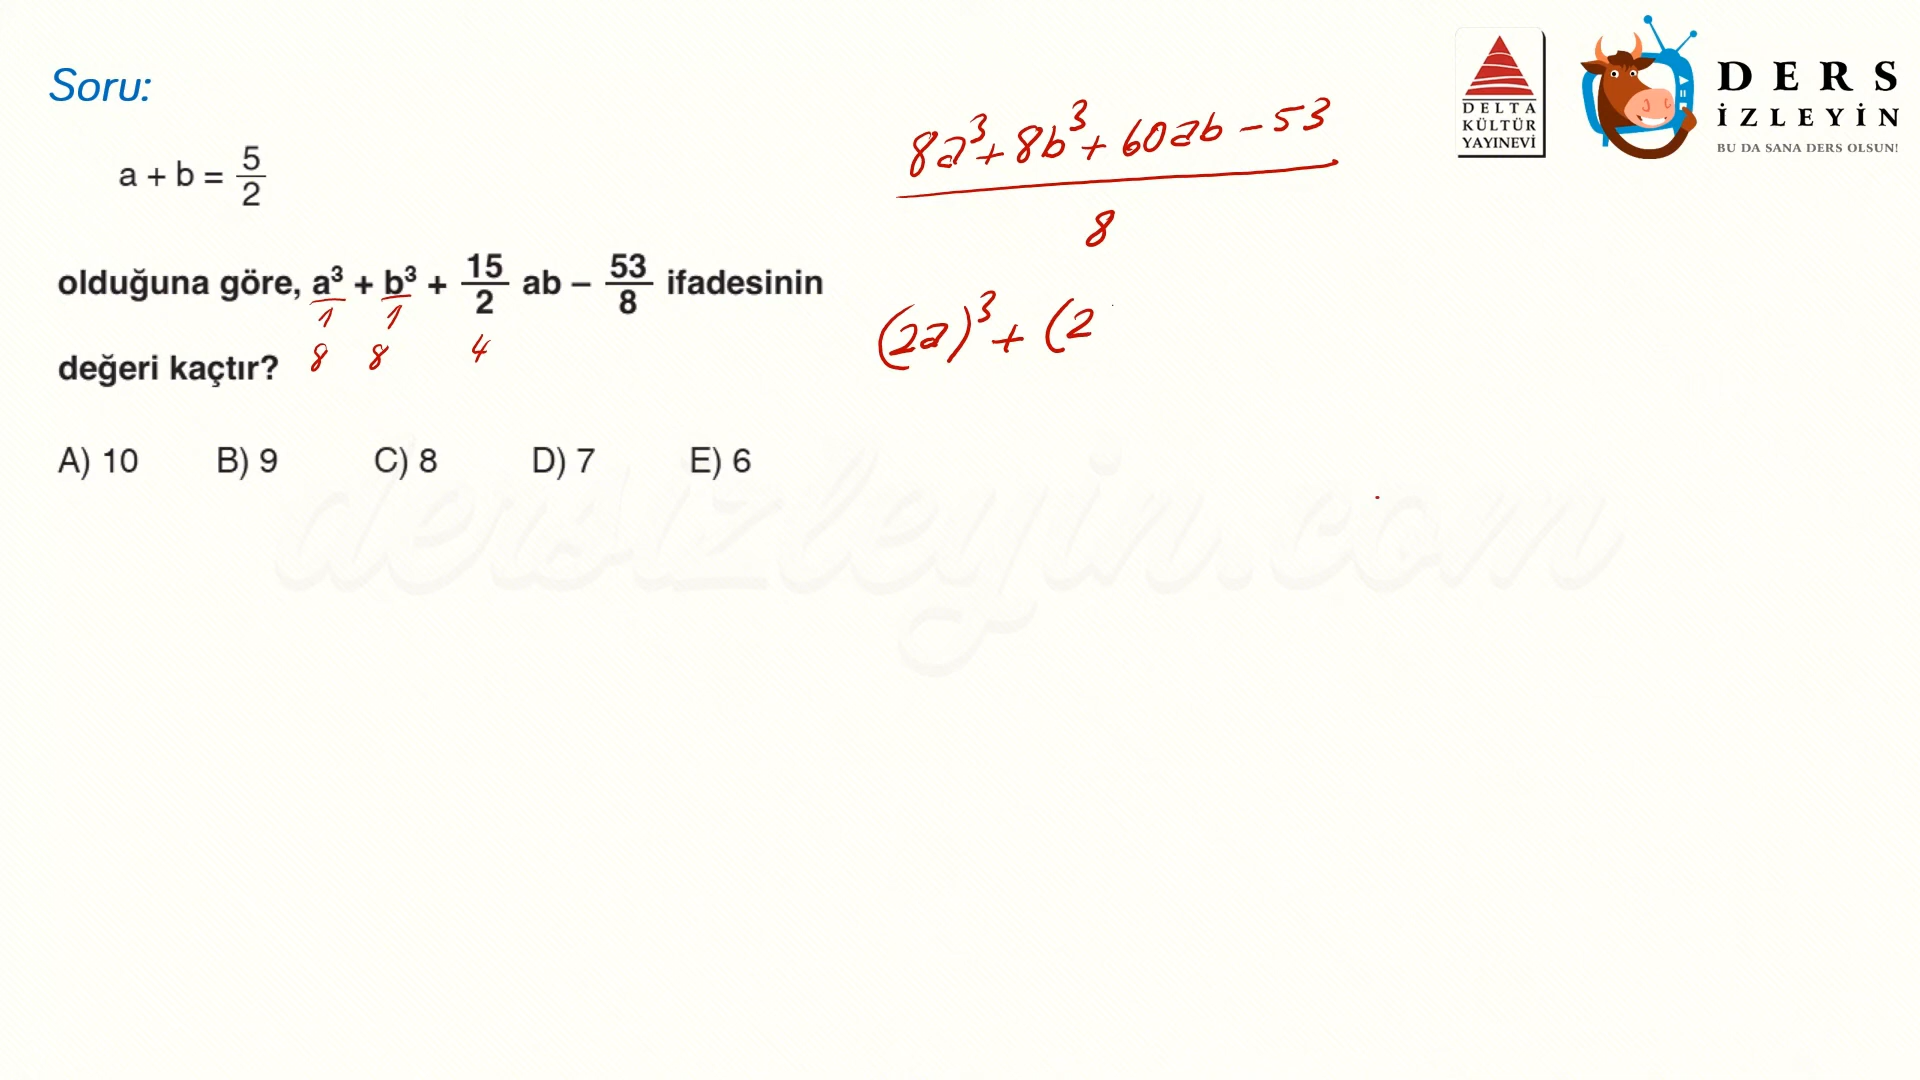 Soru:
a + b = 5/2
olduğuna göre, a³ + b³ + 15/2 ab – 53/8 ifadesinin
1 1
8 8 4
değeri kaçtır?
A) 10 B) 9 C) 8 D) 7 E) 6
8a³ + 8b³ + 60ab – 53
8
(2a)³ + (2
DELTA
KÜLTÜR
YAYINEVİ
DERS
İZLEYİN
BU DA SANA DERS OLSUN!
dersizleyin.com